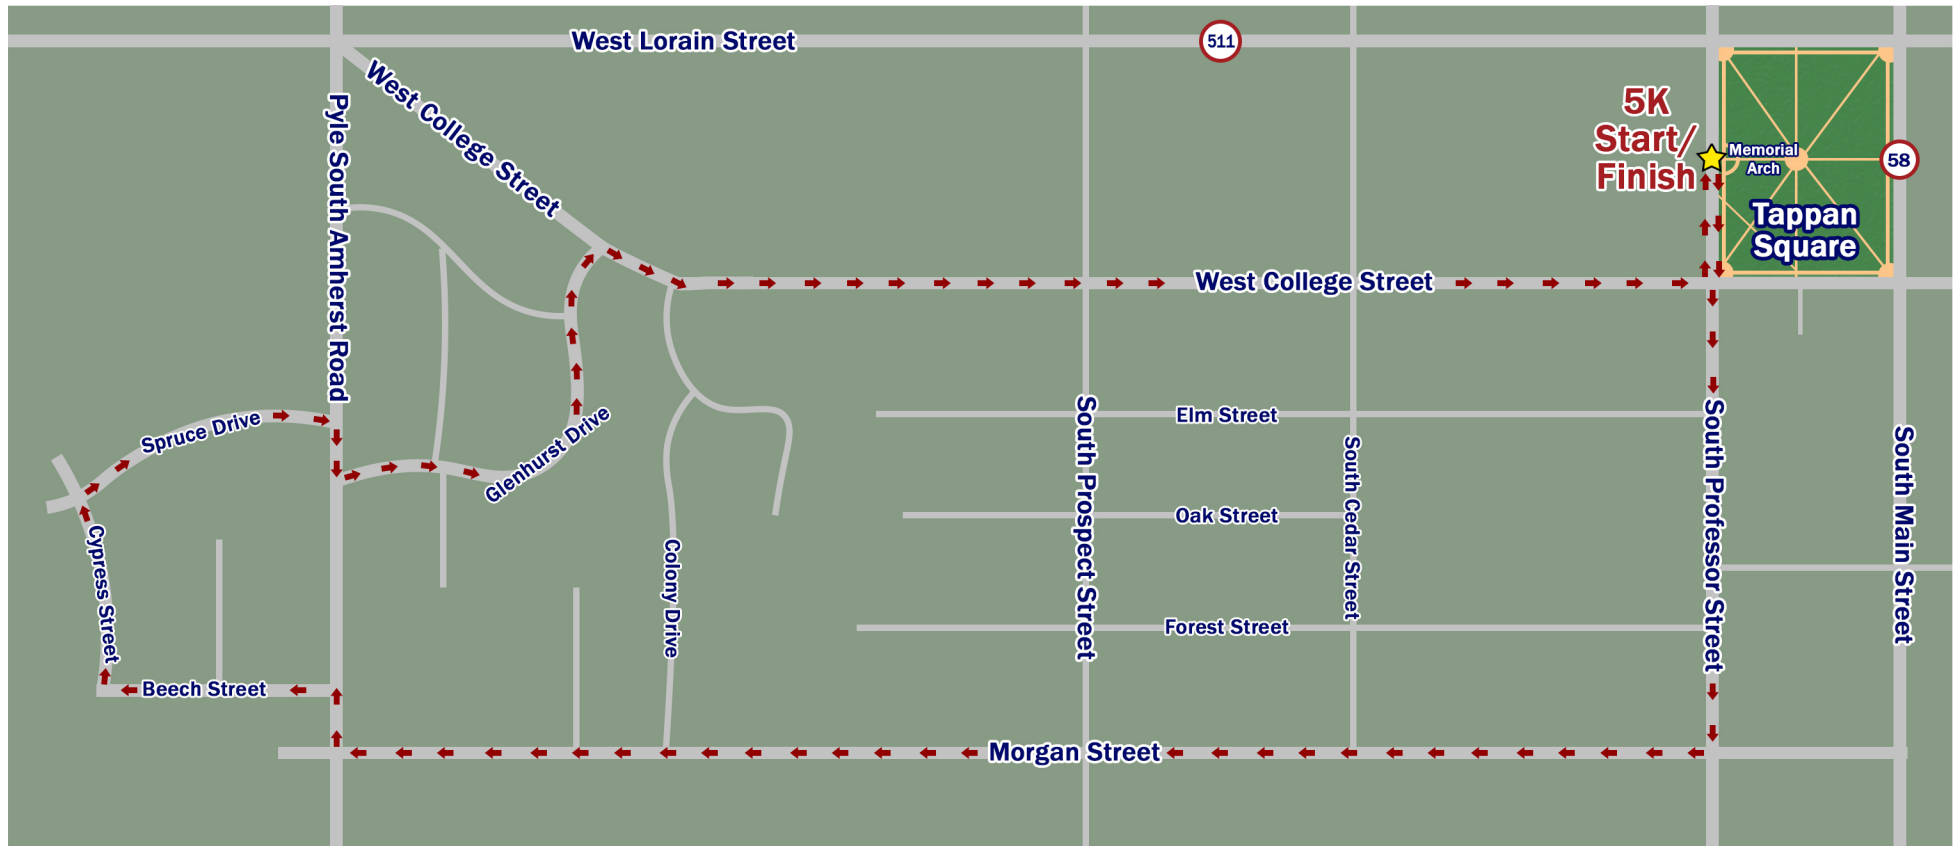 West Lorain Street
511
West College Street
Pyle South Amherst Road
5K
Start/
Finish
Memorial
Arch
58
Tappan
Square
West College Street
Spruce Drive
Glenhurst Drive
Elm Street
South Prospect Street
South Cedar Street
South Professor Street
South Main Street
Oak Street
Cypress Street
Colony Drive
Forest Street
Beech Street
Morgan Street